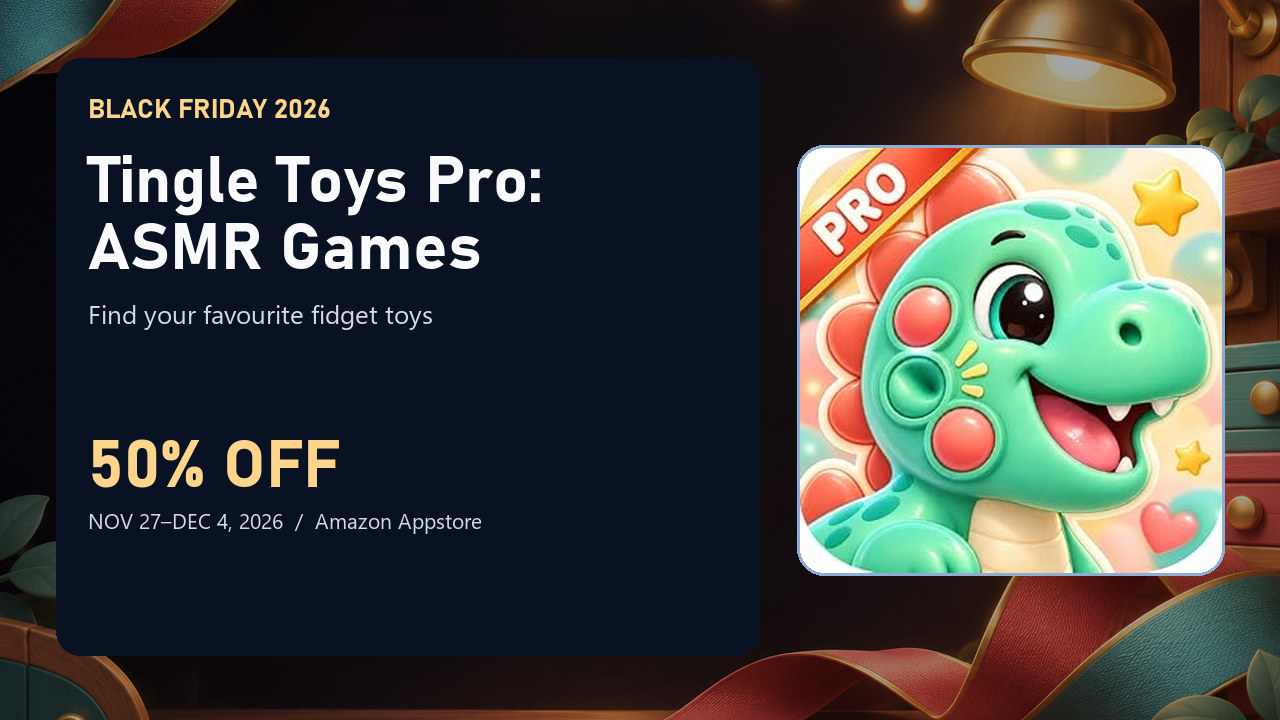 BLACK FRIDAY 2026
Tingle Toys Pro:
ASMR Games
Find your favourite fidget toys
50% OFF
NOV 27–DEC 4, 2026 / Amazon Appstore
PRO